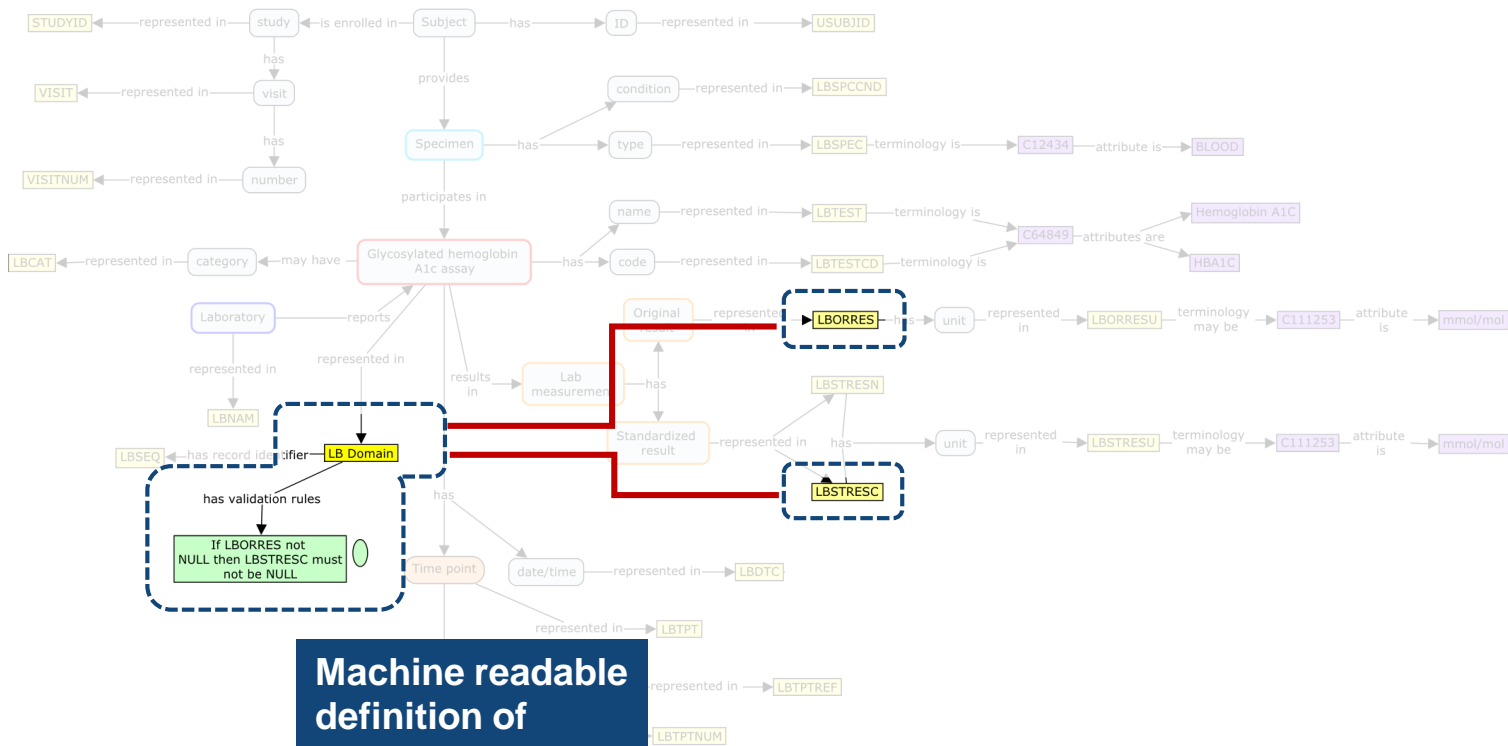 STUDYID represented in study is enrolled in Subject has ID represented in USUBJID
has
provides
VISIT represented in visit
condition represented in LBSPCCND
has
Specimen has type represented in LBSPEC terminology is C12434 attribute is BLOOD
VISITNUM represented in number
participates in
name represented in LBTEST terminology is Hemoglobin A1C
C64849 attributes are
LBCAT represented in category may have Glycosylated hemoglobin
A1c assay
has code represented in LBTESTCD terminology is HBA1C
Laboratory reports
Original
result
represented
in
LBORRES has unit represented
in
LBORRESU terminology
may be
C111253 attribute
is
mmol/mol
represented in
represented in
results
in
Lab
measurement
has
LBSTRESN
LBNAM
Standardized
result
represented in has unit represented
in
LBSTRESU terminology
may be
C111253 attribute
is
mmol/mol
LBSEQ has record identifier LB Domain
LBSTRESC
has validation rules
has
If LBORRES not
NULL then LBSTRESC must
not be NULL
Time point date/time represented in LBDTC
represented in LBTPT
Machine readable
definition of
represented in LBTPTREF
LBTPTNUM